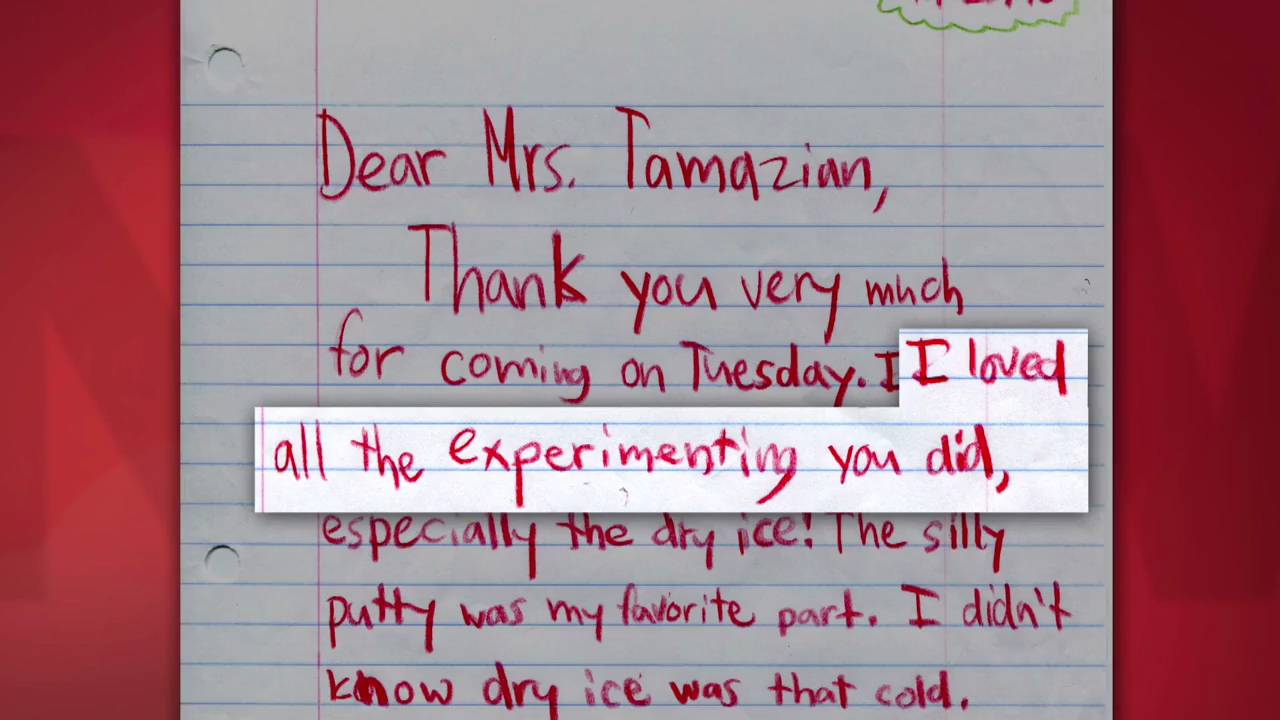 Dear Mrs. Tamazian,
Thank you very much
for coming on Tuesday. I loved
all the experimenting you did,
especially the dry ice! The silly
putty was my favorite part. I didn't
know dry ice was that cold.